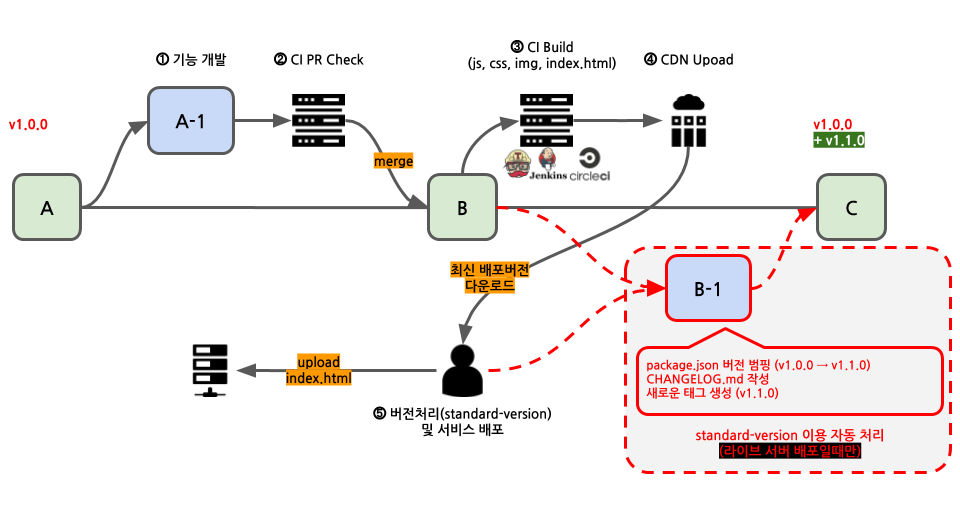 ① 기능 개발
② CI PR Check
③ CI Build
(js, css, img, index.html)
④ CDN Upoad
v1.0.0
A-1
v1.0.0
+ v1.1.0
merge
Jenkins
circleci
A
B
C
최신 배포버전
다운로드
B-1
upload
index.html
package.json 버전 범핑 (v1.0.0 → v1.1.0)
CHANGELOG.md 작성
새로운 태그 생성 (v1.1.0)
⑤ 버전처리(standard-version)
및 서비스 배포
standard-version 이용 자동 처리
(라이브 서버 배포일때만)